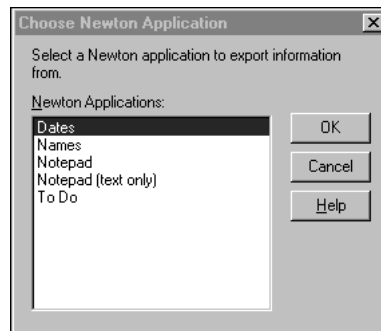 Choose Newton Application
Select a Newton application to export information
from.
Newton Applications:
Dates
Names
Notepad
Notepad (text only)
To Do
OK
Cancel
Help